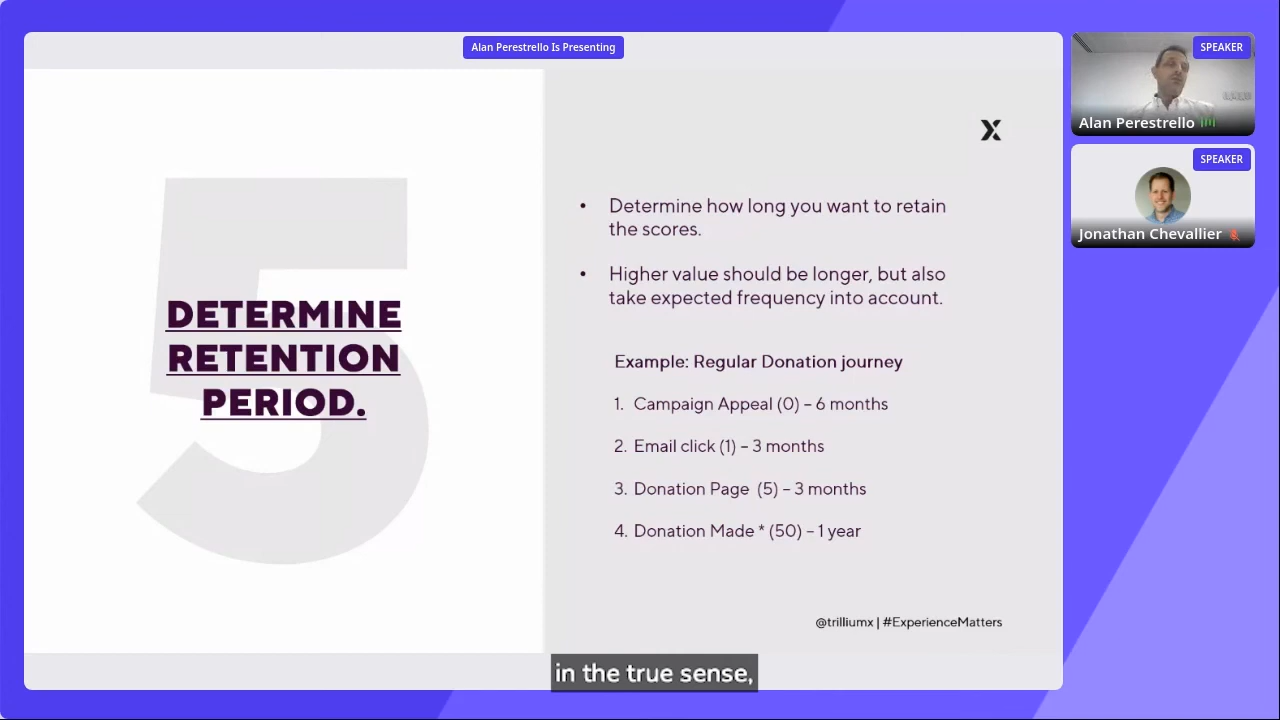 Alan Perestrello Is Presenting
5
DETERMINE
RETENTION
PERIOD.
X
• Determine how long you want to retain
the scores.
• Higher value should be longer, but also
take expected frequency into account.
Example: Regular Donation journey
1. Campaign Appeal (0) – 6 months
2. Email click (1) – 3 months
3. Donation Page (5) – 3 months
4. Donation Made * (50) – 1 year
@trilliumx | #ExperienceMatters
in the true sense,
SPEAKER
Alan Perestrello
SPEAKER
Jonathan Chevallier